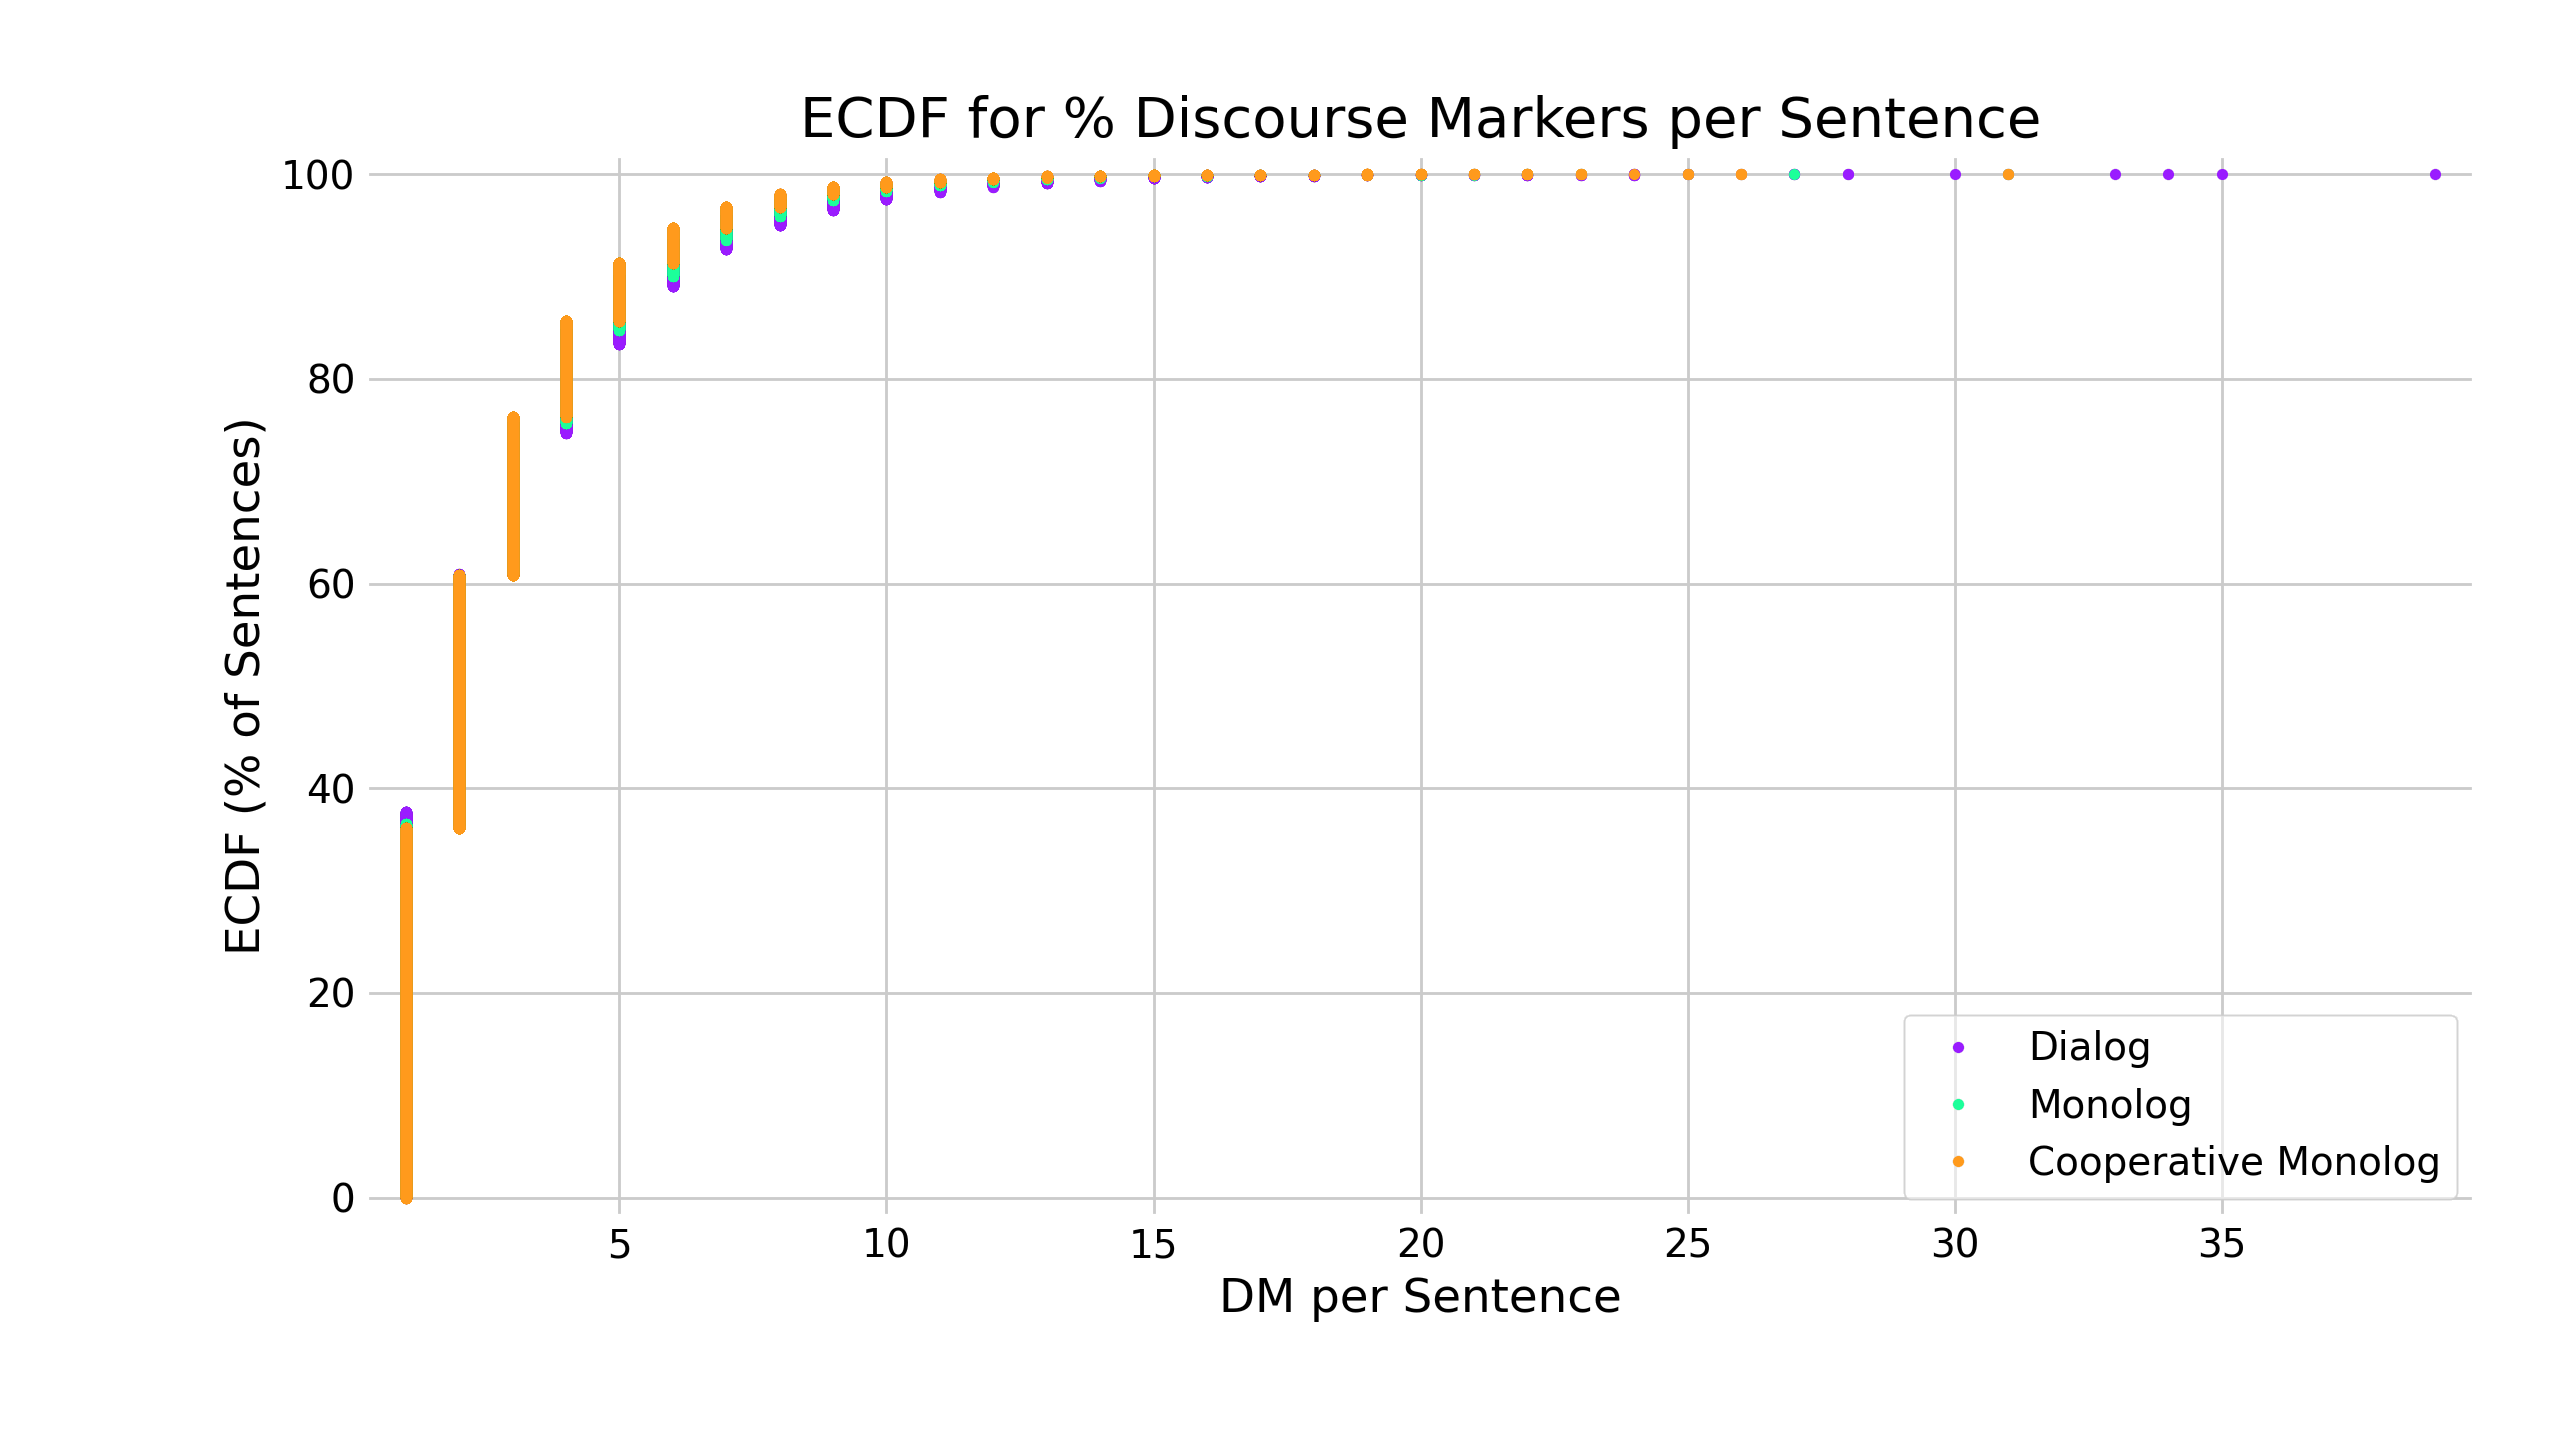 ECDF for % Discourse Markers per Sentence
ECDF (% of Sentences)
100
80
60
40
20
0
5 10 15 20 25 30 35
DM per Sentence
Dialog
Monolog
Cooperative Monolog